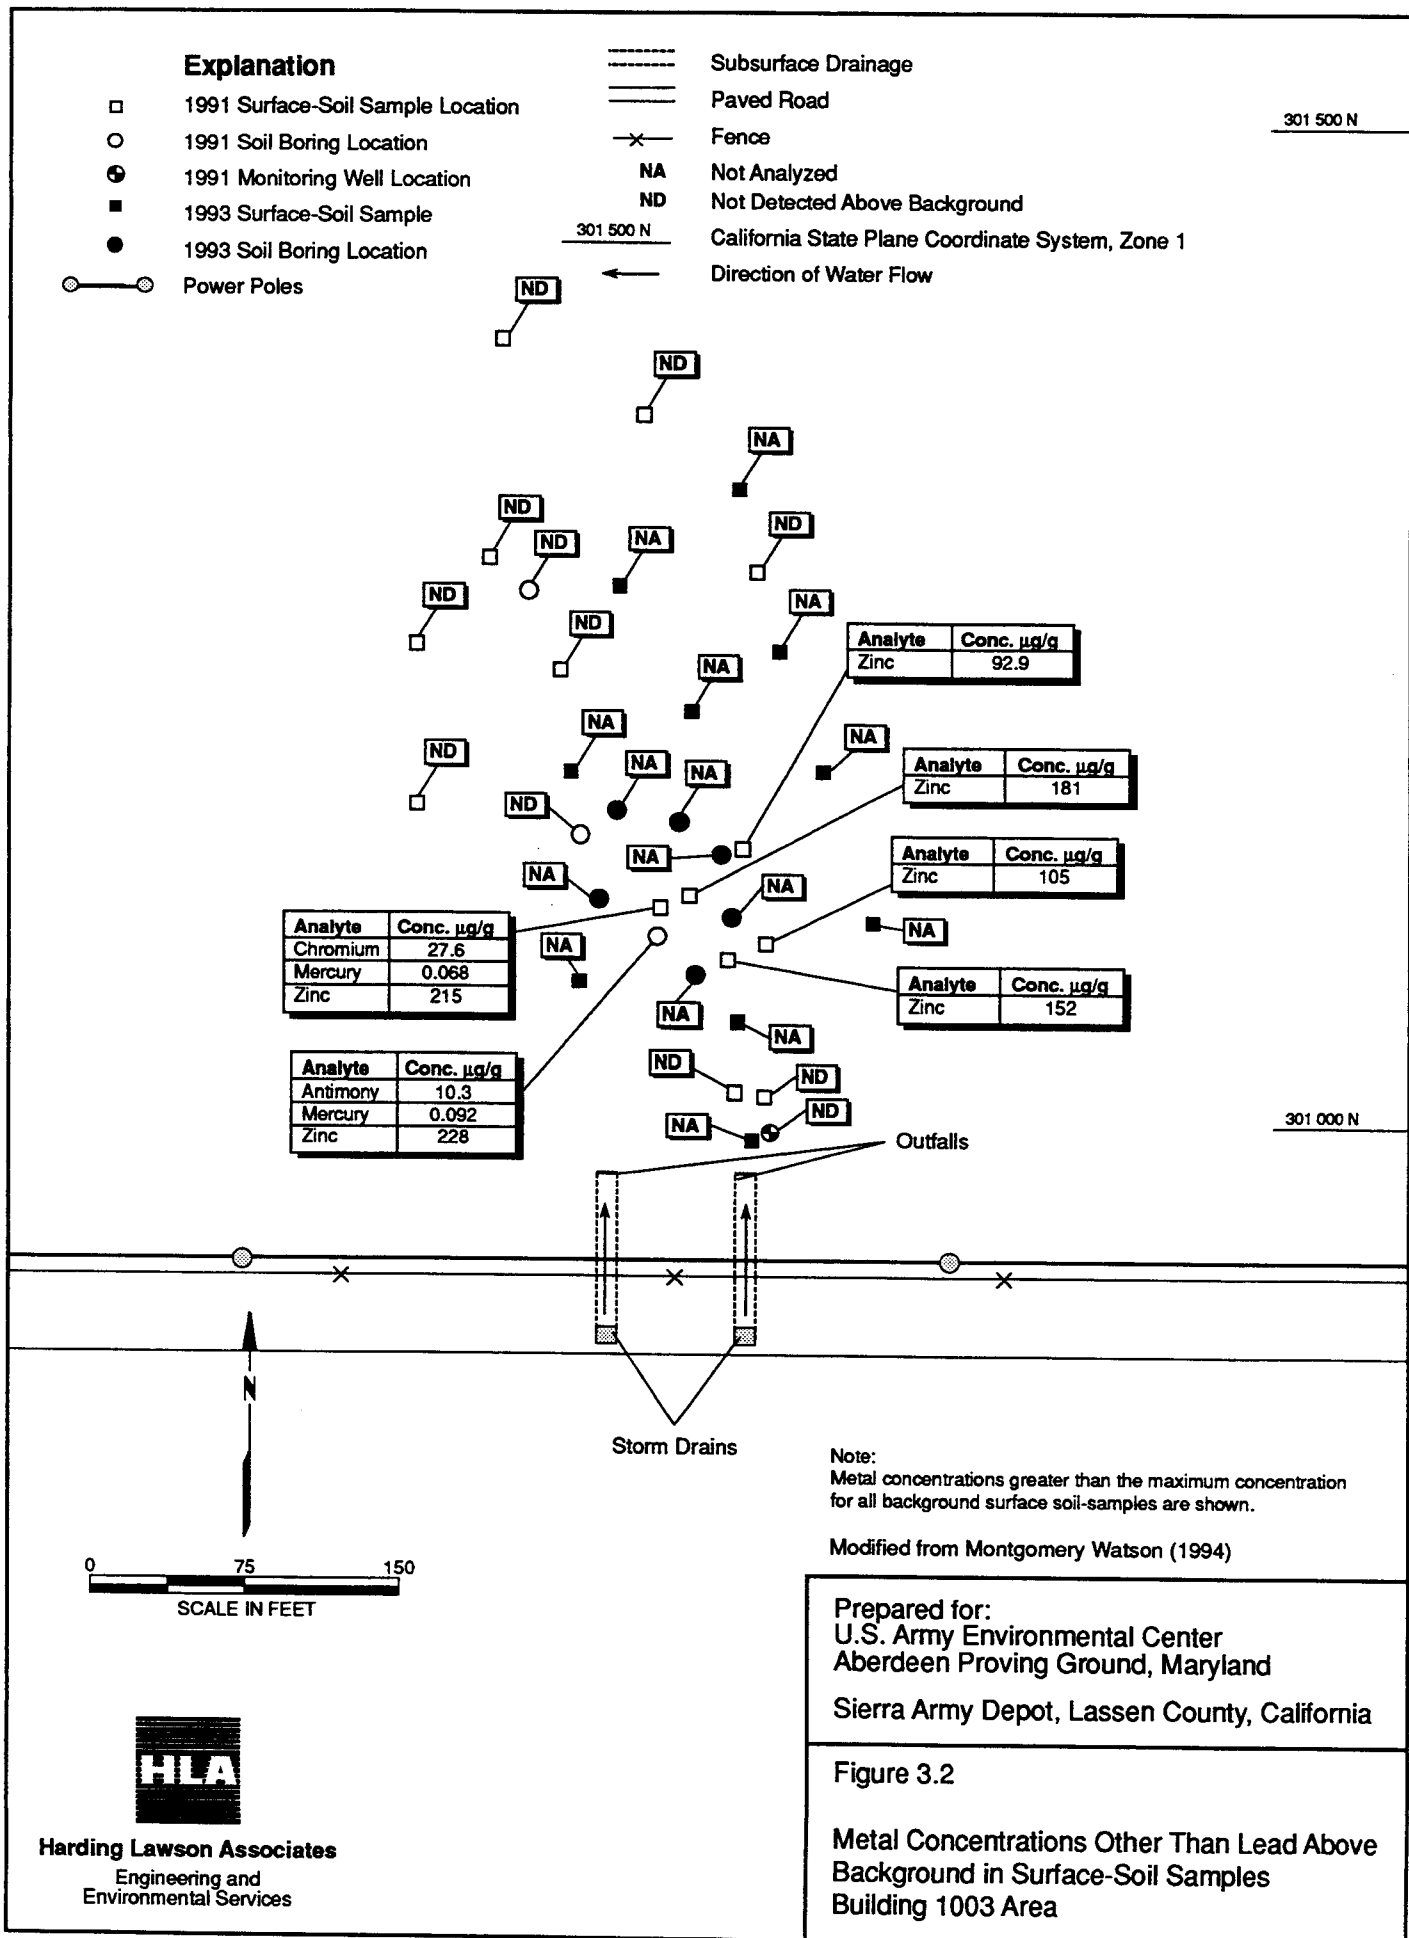 Explanation
1991 Surface-Soil Sample Location
1991 Soil Boring Location
1991 Monitoring Well Location
1993 Surface-Soil Sample
1993 Soil Boring Location
Power Poles
Subsurface Drainage
Paved Road
Fence
NA Not Analyzed
ND Not Detected Above Background
301 500 N California State Plane Coordinate System, Zone 1
Direction of Water Flow
301 500 N
ND
ND
NA
ND
ND
NA
ND
ND
ND
NA
Analyte Conc. µg/g
Zinc 92.9
NA
NA
NA
ND
NA
NA
Analyte Conc. µg/g
Zinc 181
ND
NA
Analyte Conc. µg/g
Zinc 105
NA
NA
Analyte Conc. µg/g
Chromium 27.6
Mercury 0.068
Zinc 215
NA
NA
Analyte Conc. µg/g
Zinc 152
NA
NA
Analyte Conc. µg/g
Antimony 10.3
Mercury 0.092
Zinc 228
ND
ND
NA
ND
301 000 N
Outfalls
N
Storm Drains
Note:
Metal concentrations greater than the maximum concentration
for all background surface soil-samples are shown.
Modified from Montgomery Watson (1994)
0 75 150
SCALE IN FEET
HLA
Harding Lawson Associates
Engineering and
Environmental Services
Prepared for:
U.S. Army Environmental Center
Aberdeen Proving Ground, Maryland
Sierra Army Depot, Lassen County, California
Figure 3.2
Metal Concentrations Other Than Lead Above
Background in Surface-Soil Samples
Building 1003 Area